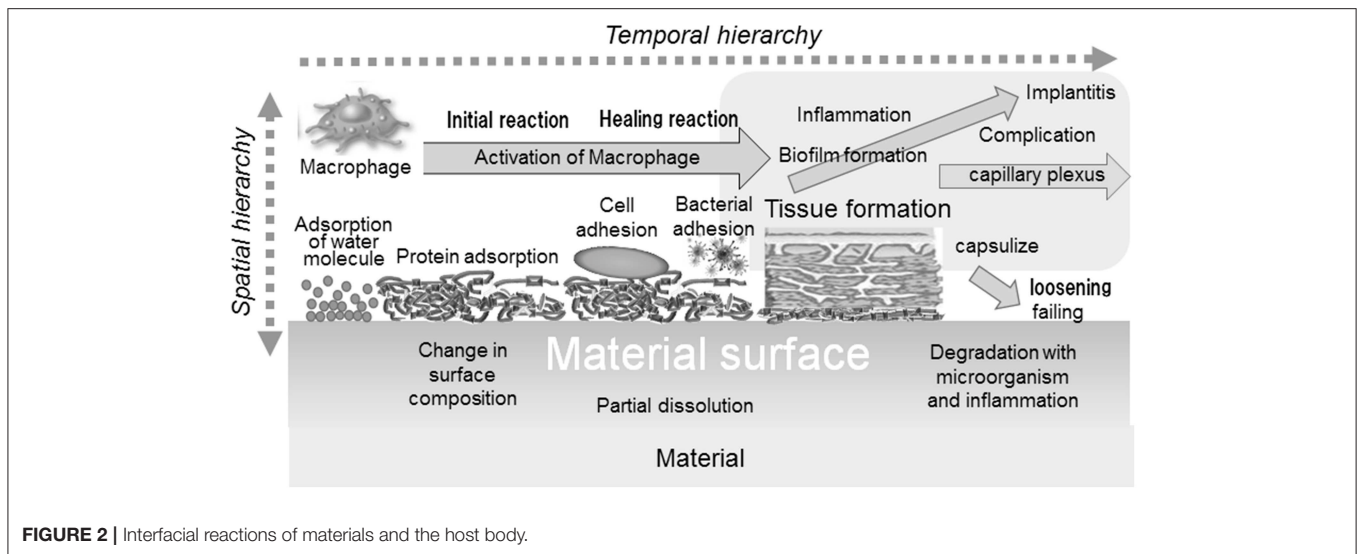 Temporal hierarchy
Spatial hierarchy
Macrophage
Initial reaction
Healing reaction
Activation of Macrophage
Inflammation
Biofilm formation
Implantitis
Complication
capillary plexus
Adsorption
of water
molecule
Protein adsorption
Cell
adhesion
Bacterial
adhesion
Tissue formation
capsulize
loosening
failing
Material surface
Change in
surface
composition
Partial dissolution
Degradation with
microorganism
and inflammation
Material
FIGURE 2 | Interfacial reactions of materials and the host body.